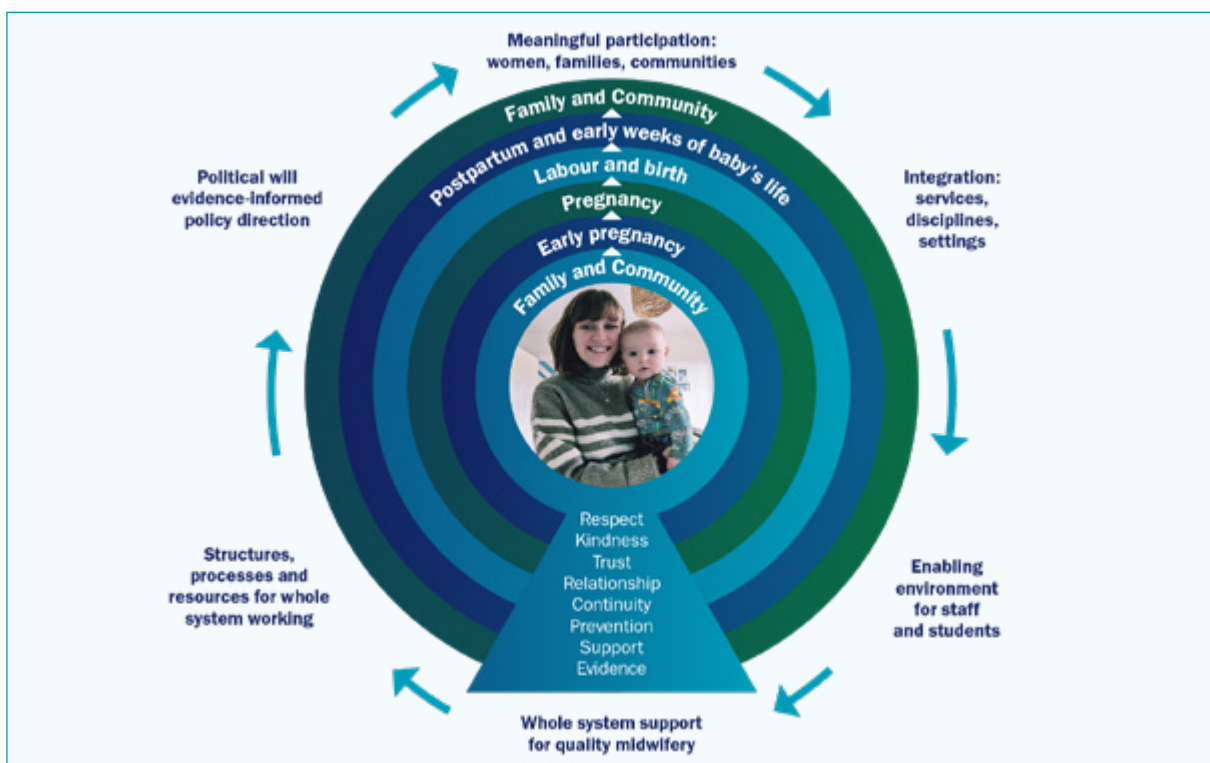 Meaningful participation:
women, families, communities
Family and Community
Postpartum and early weeks of baby's life
Labour and birth
Pregnancy
Early pregnancy
Family and Community
Integration:
services,
disciplines,
settings
Enabling
environment
for staff
and students
Whole system support
for quality midwifery
Structures,
processes and
resources for whole
system working
Political will
evidence-informed
policy direction
Respect
Kindness
Trust
Relationship
Continuity
Prevention
Support
Evidence